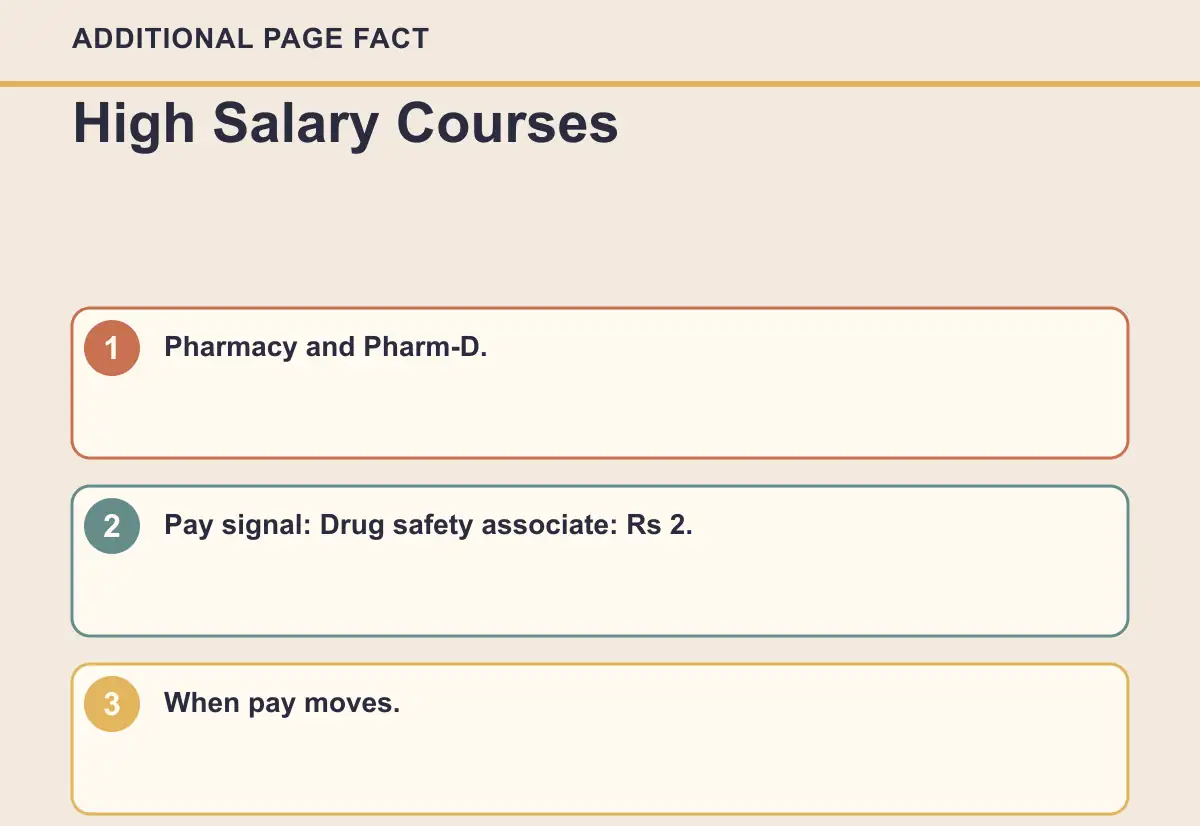 ADDITIONAL PAGE FACT
High Salary Courses
1 Pharmacy and Pharm-D.
2 Pay signal: Drug safety associate: Rs 2.
3 When pay moves.